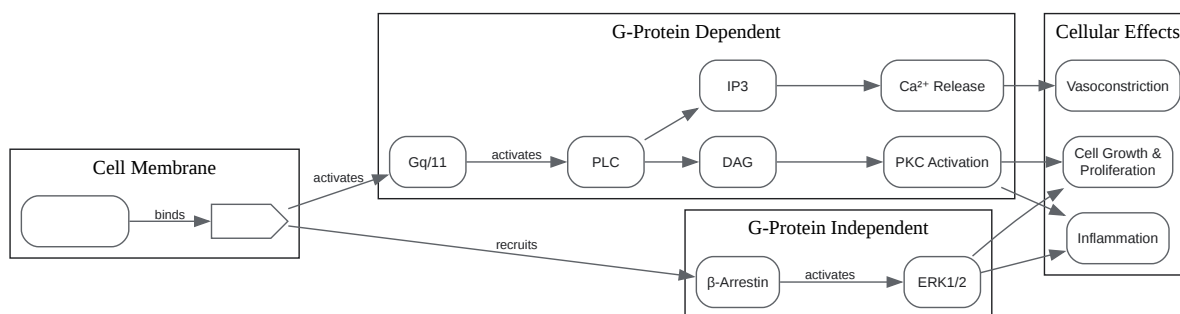 G-Protein Dependent
Cellular Effects
IP3
Ca²⁺ Release
Vasoconstriction
Gq/11
activates
PLC
DAG
PKC Activation
Cell Growth &
Proliferation
Cell Membrane
activates
binds
G-Protein Independent
Inflammation
recruits
β-Arrestin
activates
ERK1/2